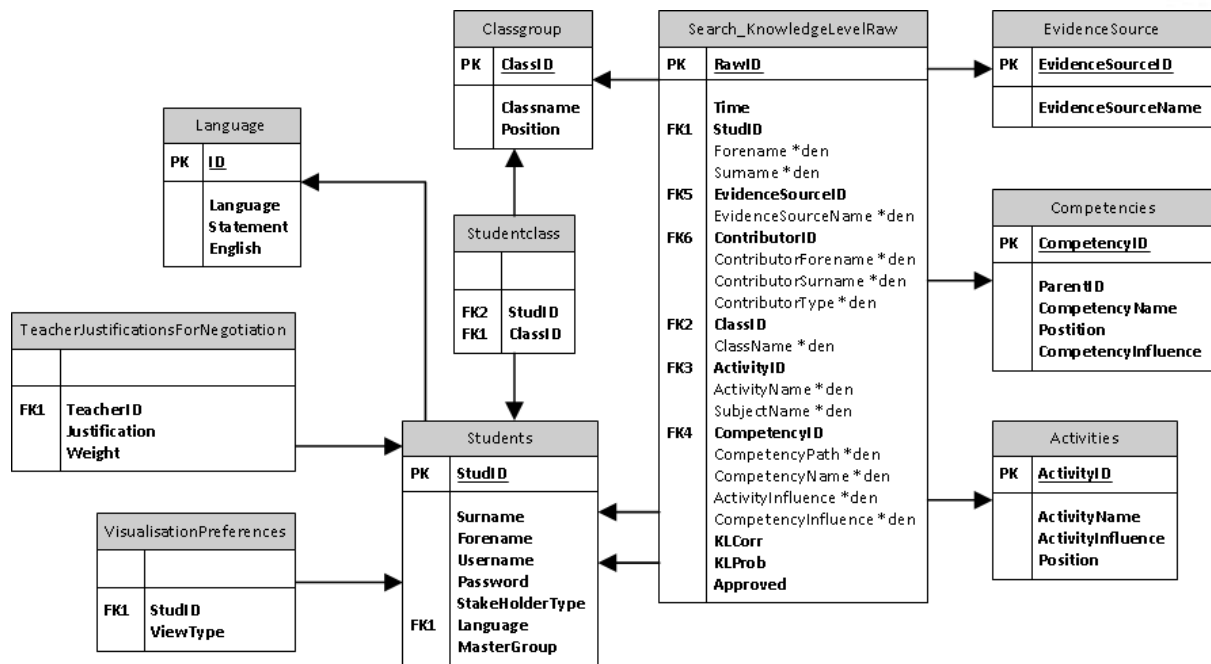 Classgroup
PK ClassID
Classname
Position
Search_KnowledgeLevelRaw
PK RawID
Time
FK1 StudID
Forename *den
Surname *den
FK5 EvidenceSourceID
EvidenceSourceName *den
FK6 ContributorID
ContributorForename *den
ContributorSurname *den
ContributorType *den
FK2 ClassID
ClassName *den
FK3 ActivityID
ActivityName *den
SubjectName *den
FK4 CompetencyID
CompetencyPath *den
CompetencyName *den
ActivityInfluence *den
CompetencyInfluence *den
KLCorr
KLProb
Approved
EvidenceSource
PK EvidenceSourceID
EvidenceSourceName
Language
PK ID
Language
Statement
English
Studentclass
FK2 StudID
FK1 ClassID
Competencies
PK CompetencyID
ParentID
CompetencyName
Postition
CompetencyInfluence
TeacherJustificationsForNegotiation
FK1 TeacherID
Justification
Weight
Students
PK StudID
Surname
Forename
Username
Password
StakeHolderType
FK1 Language
MasterGroup
Activities
PK ActivityID
ActivityName
ActivityInfluence
Position
VisualisationPreferences
FK1 StudID
ViewType